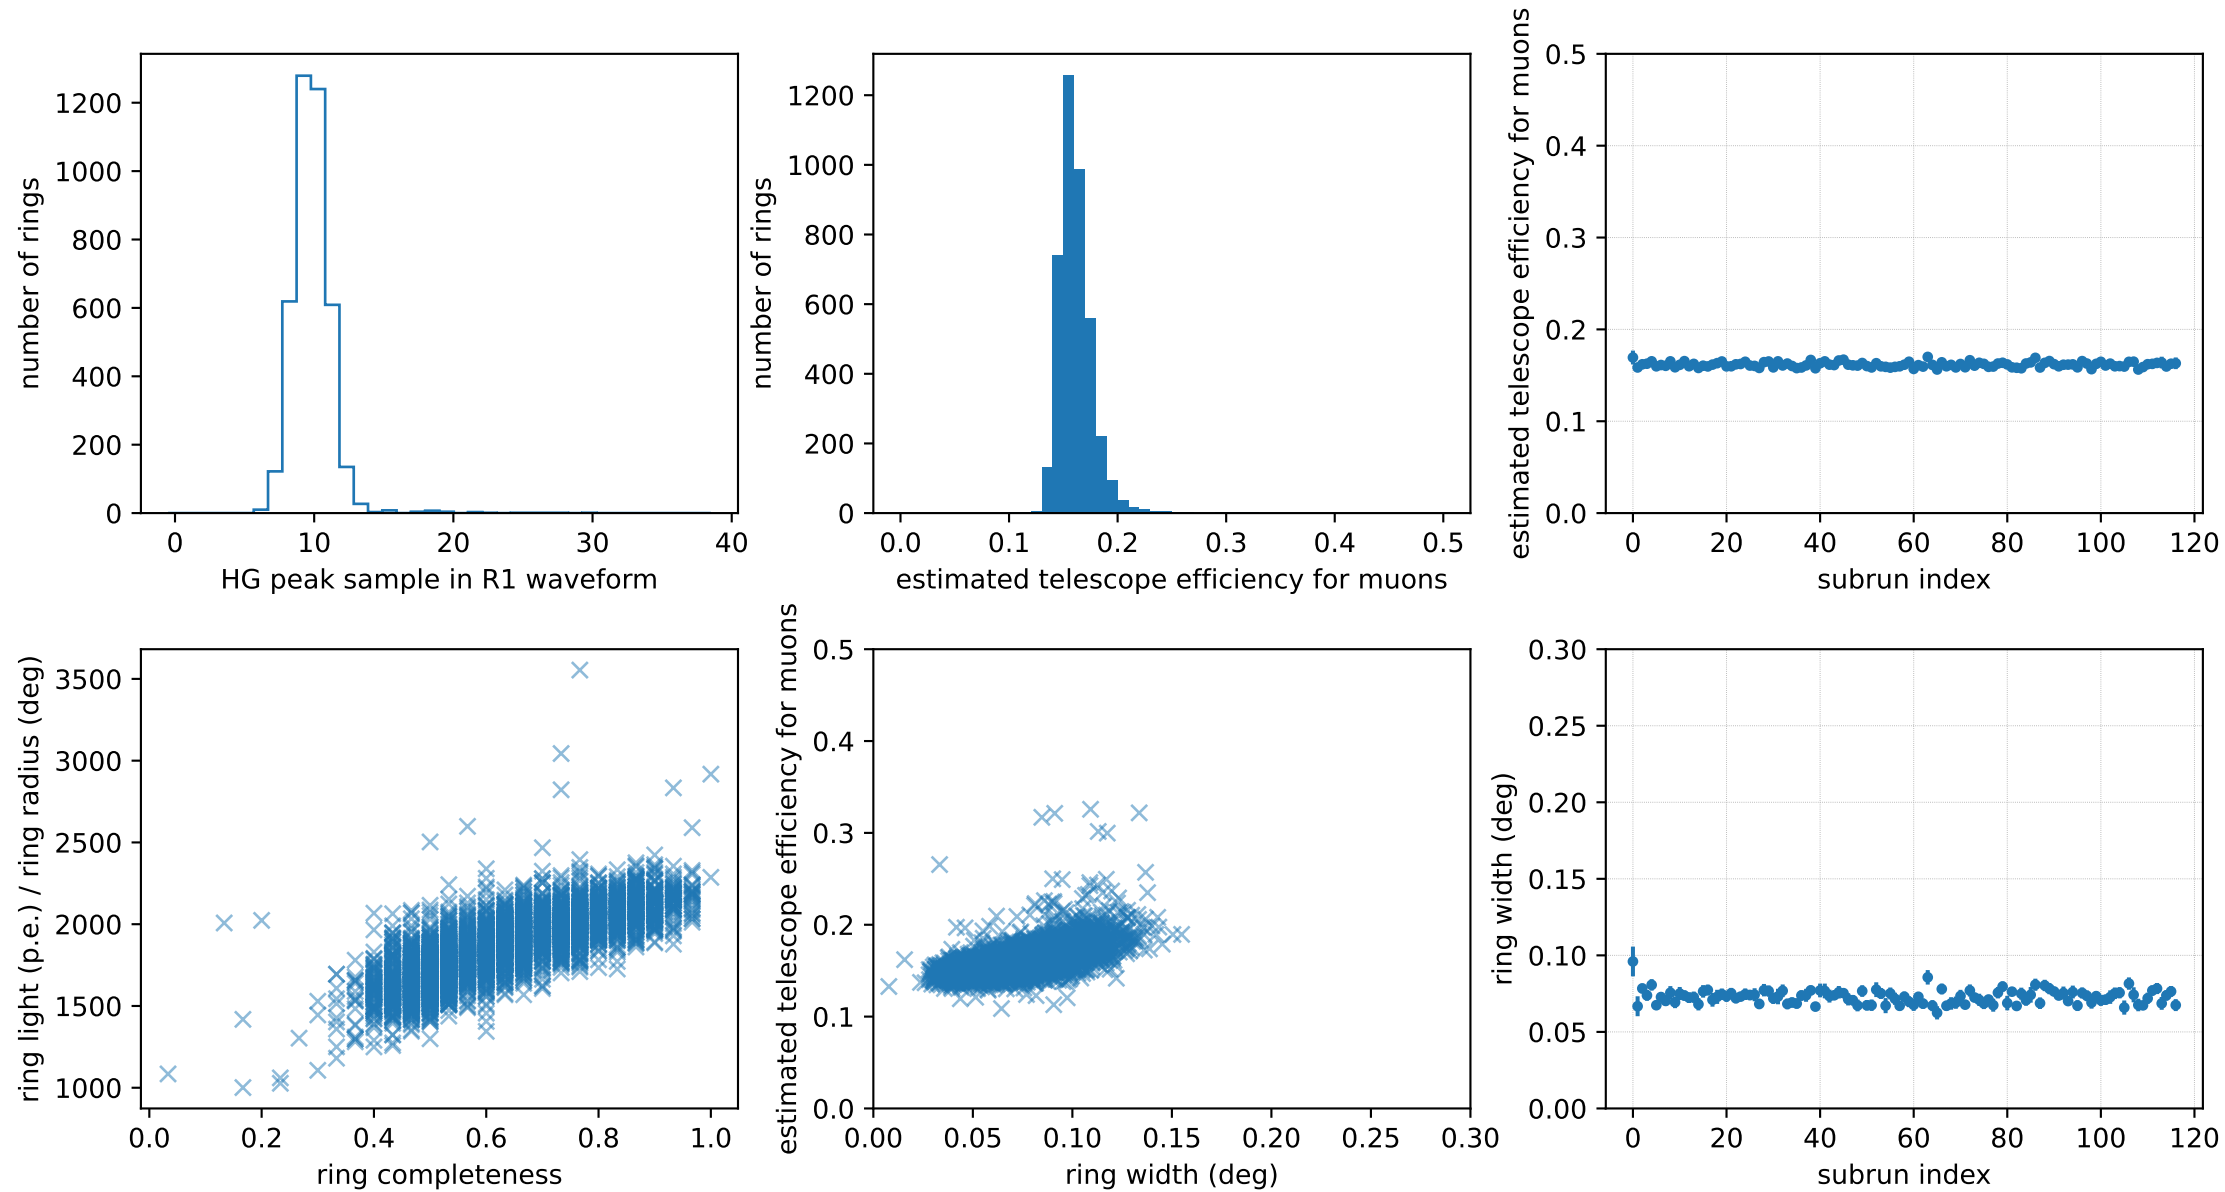 number of rings
1200
1000
800
600
400
200
0
0 10 20 30 40
HG peak sample in R1 waveform
number of rings
1200
1000
800
600
400
200
0
0.0 0.1 0.2 0.3 0.4 0.5
estimated telescope efficiency for muons
estimated telescope efficiency for muons
0.5
0.4
0.3
0.2
0.1
0.0
0 20 40 60 80 100 120
subrun index
ring light (p.e.) / ring radius (deg)
3500
3000
2500
2000
1500
1000
0.0 0.2 0.4 0.6 0.8 1.0
ring completeness
estimated telescope efficiency for muons
0.5
0.4
0.3
0.2
0.1
0.0
0.00 0.05 0.10 0.15 0.20 0.25 0.30
ring width (deg)
ring width (deg)
0.30
0.25
0.20
0.15
0.10
0.05
0.00
0 20 40 60 80 100 120
subrun index